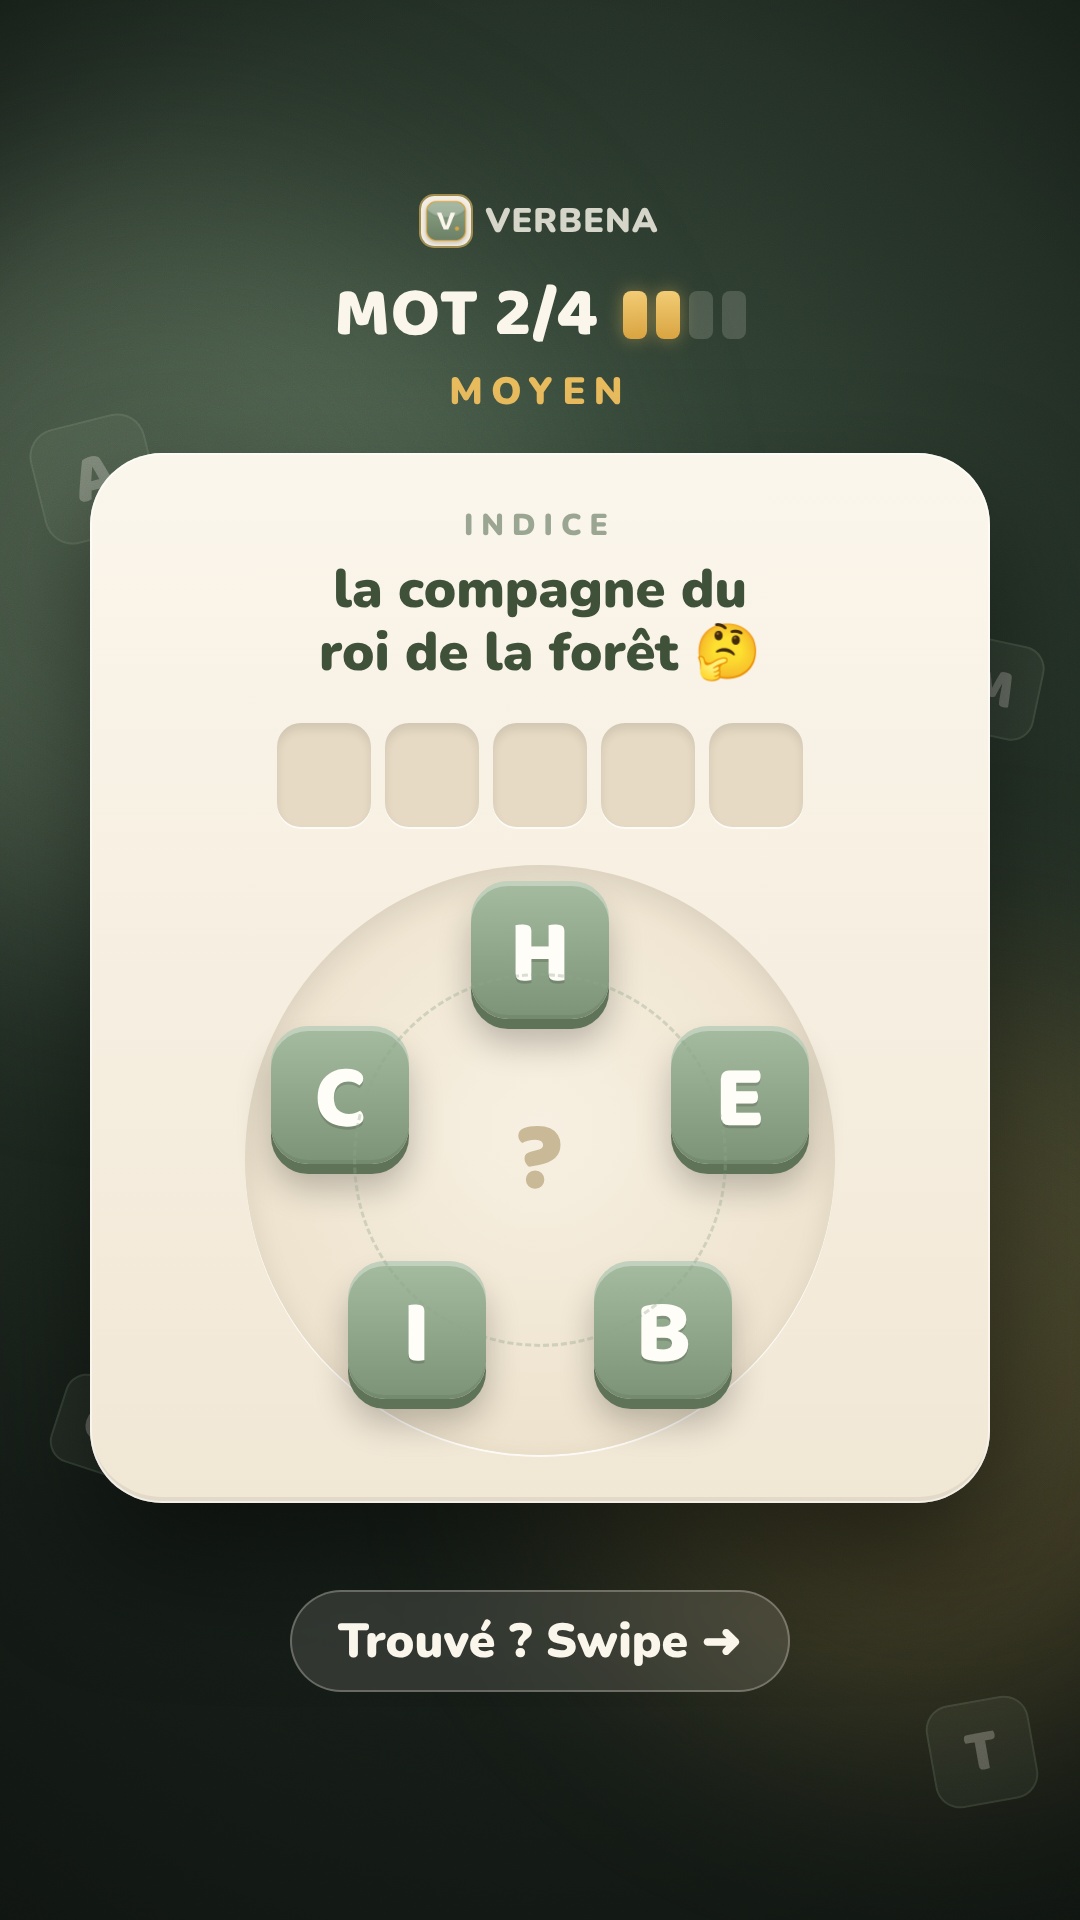 V.
VERBENA
MOT 2/4
MOYEN
A
INDICE
la compagne du
roi de la forêt 🤔
M
H
C
E
?
I
B
Trouvé ? Swipe ➜
T